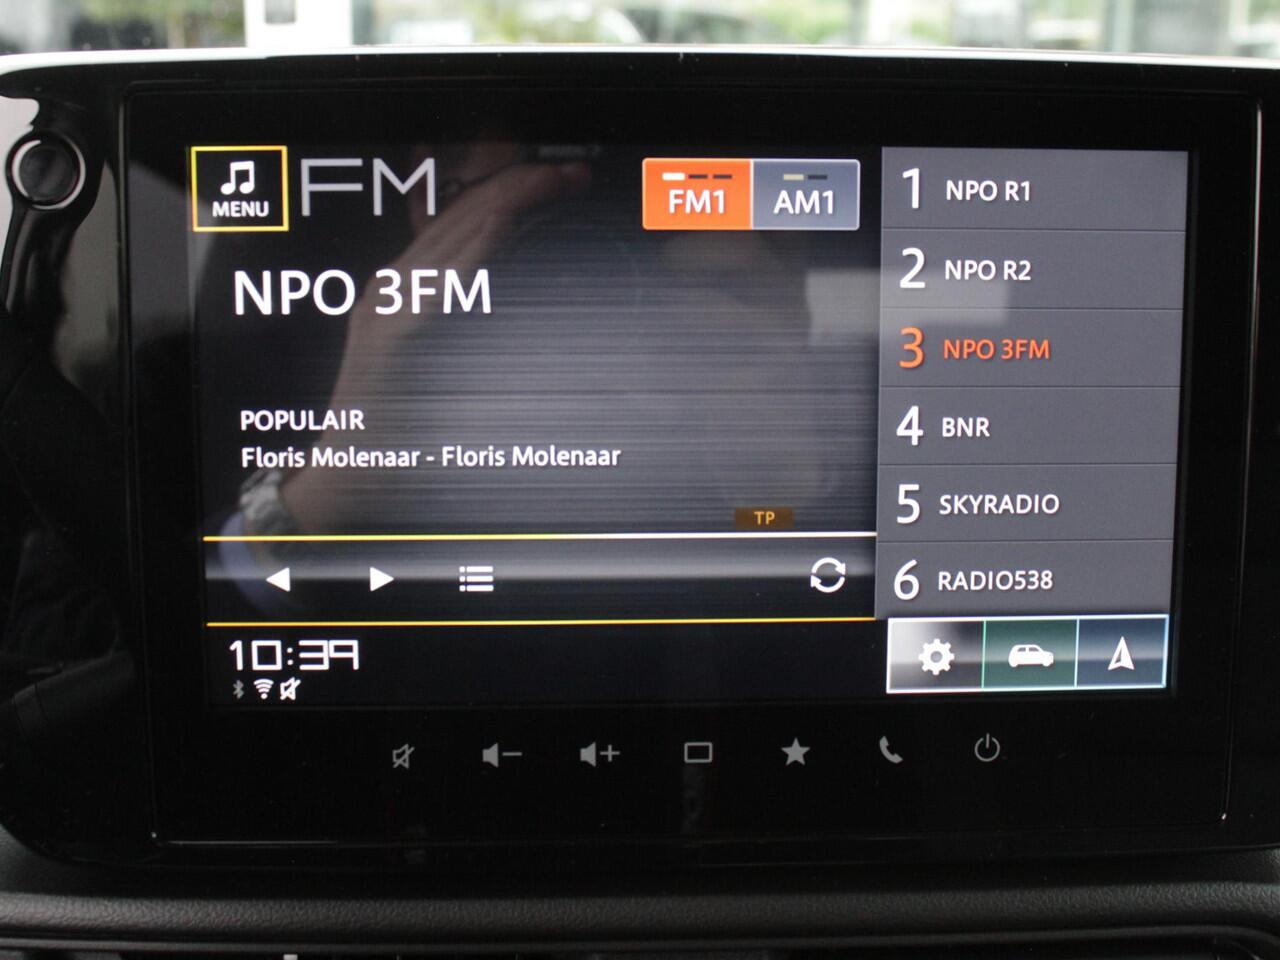 MENU
FM
FM1
AM1
NPO 3FM
POPULAIR
Floris Molenaar - Floris Molenaar
TP
10:39
1 NPO R1
2 NPO R2
3 NPO 3FM
4 BNR
5 SKYRADIO
6 RADIO538